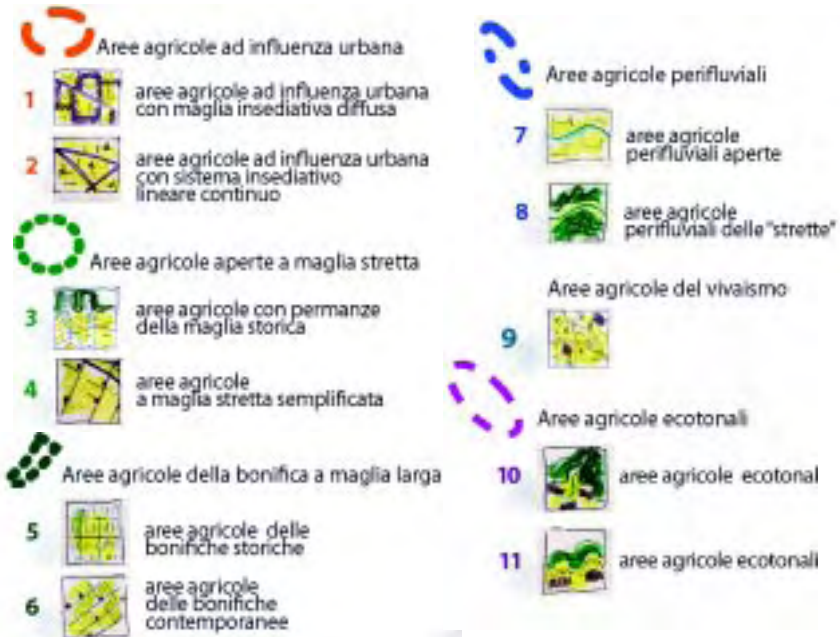 Aree agricole ad influenza urbana
1
aree agricole ad influenza urbana
con maglia insediativa diffusa
2
aree agricole ad influenza urbana
con sistema insediativo
lineare continuo
Aree agricole aperte a maglia stretta
3
aree agricole con permanze
della maglia storica
4
aree agricole
a maglia stretta semplificata
Aree agricole della bonifica a maglia larga
5
aree agricole delle
bonifiche storiche
6
aree agricole
delle bonifiche
contemporanee
Aree agricole perifluviali
7
aree agricole
perifluviali aperte
8
aree agricole
perifluviali delle "strette"
Aree agricole del vivaismo
9
Aree agricole ecotonali
10
aree agricole ecotonal
11
aree agricole ecotonali